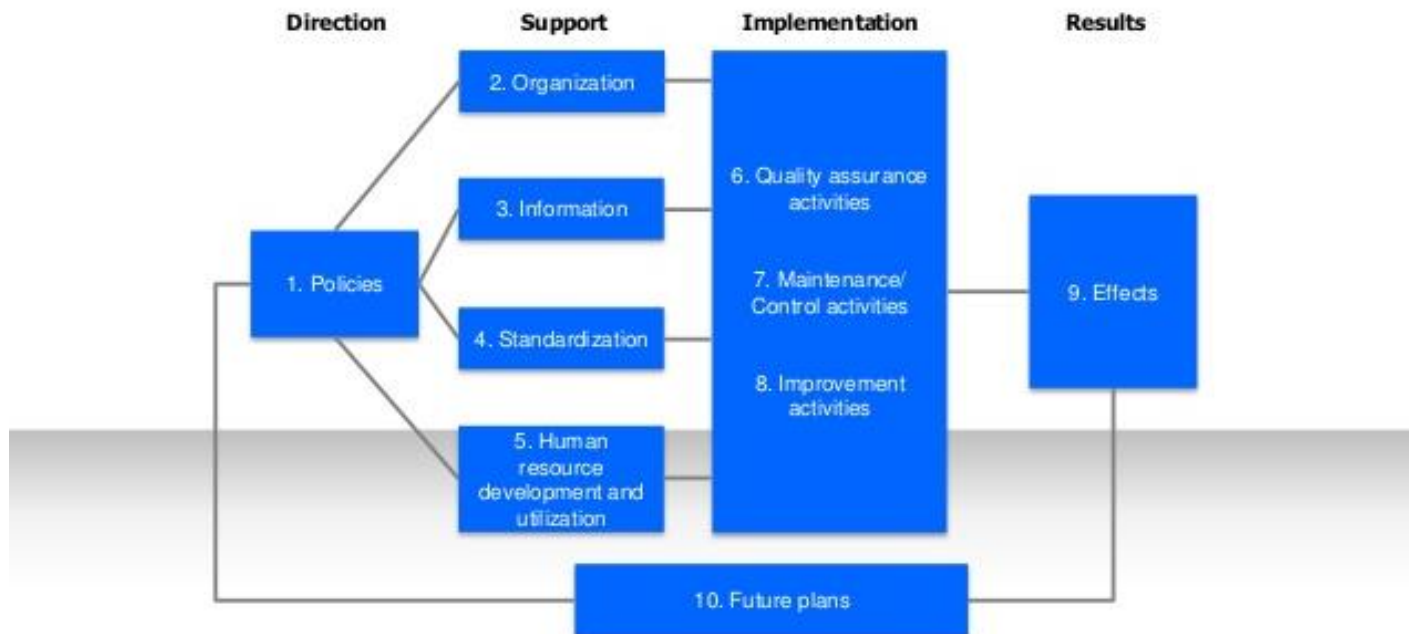 Direction
Support
Implementation
Results
2. Organization
3. Information
1. Policies
4. Standardization
5. Human
resource
development and
utilization
6. Quality assurance
activities
7. Maintenance/
Control activities
8. Improvement
activities
9. Effects
10. Future plans